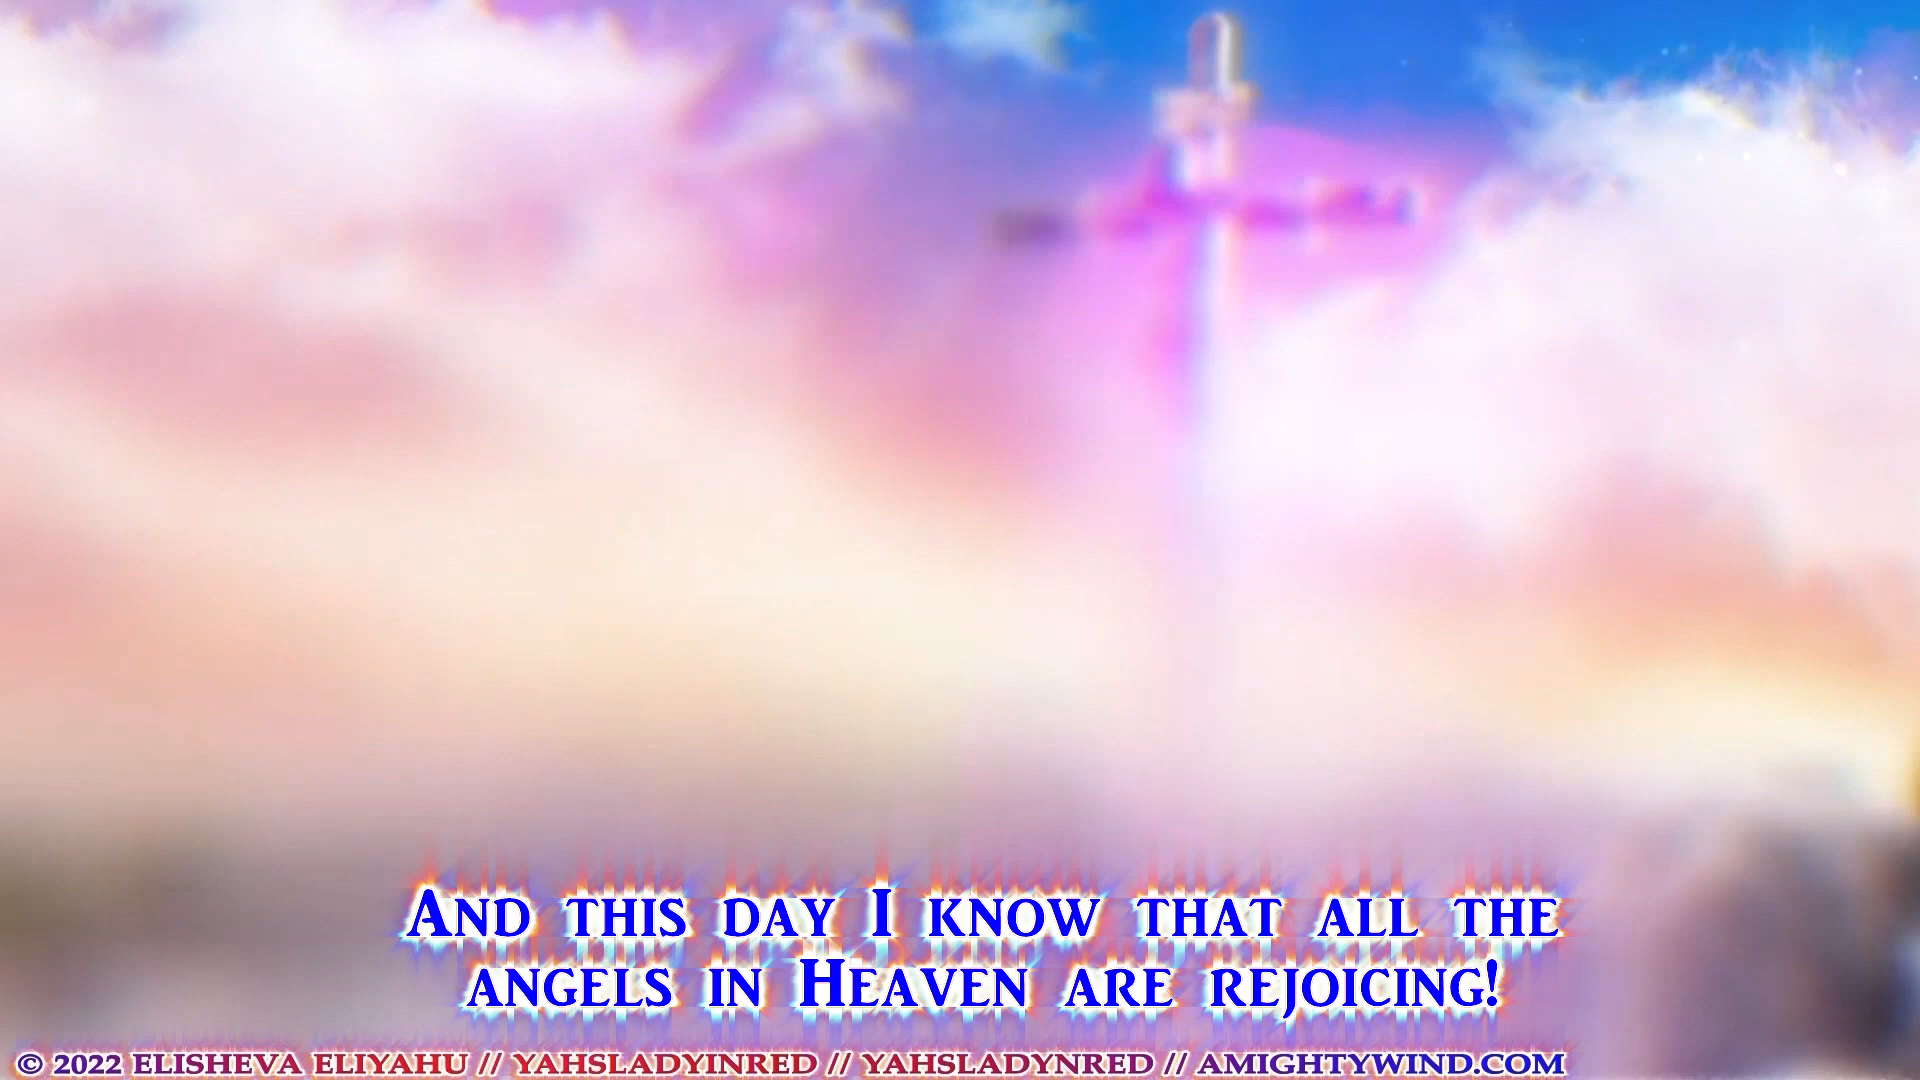 And this day I know that all the
angels in Heaven are rejoicing!
© 2022 ELISHEVA ELIYAHU // YAHSLADYINRED // YAHSLADYNRED // AMIGHTYWIND.COM